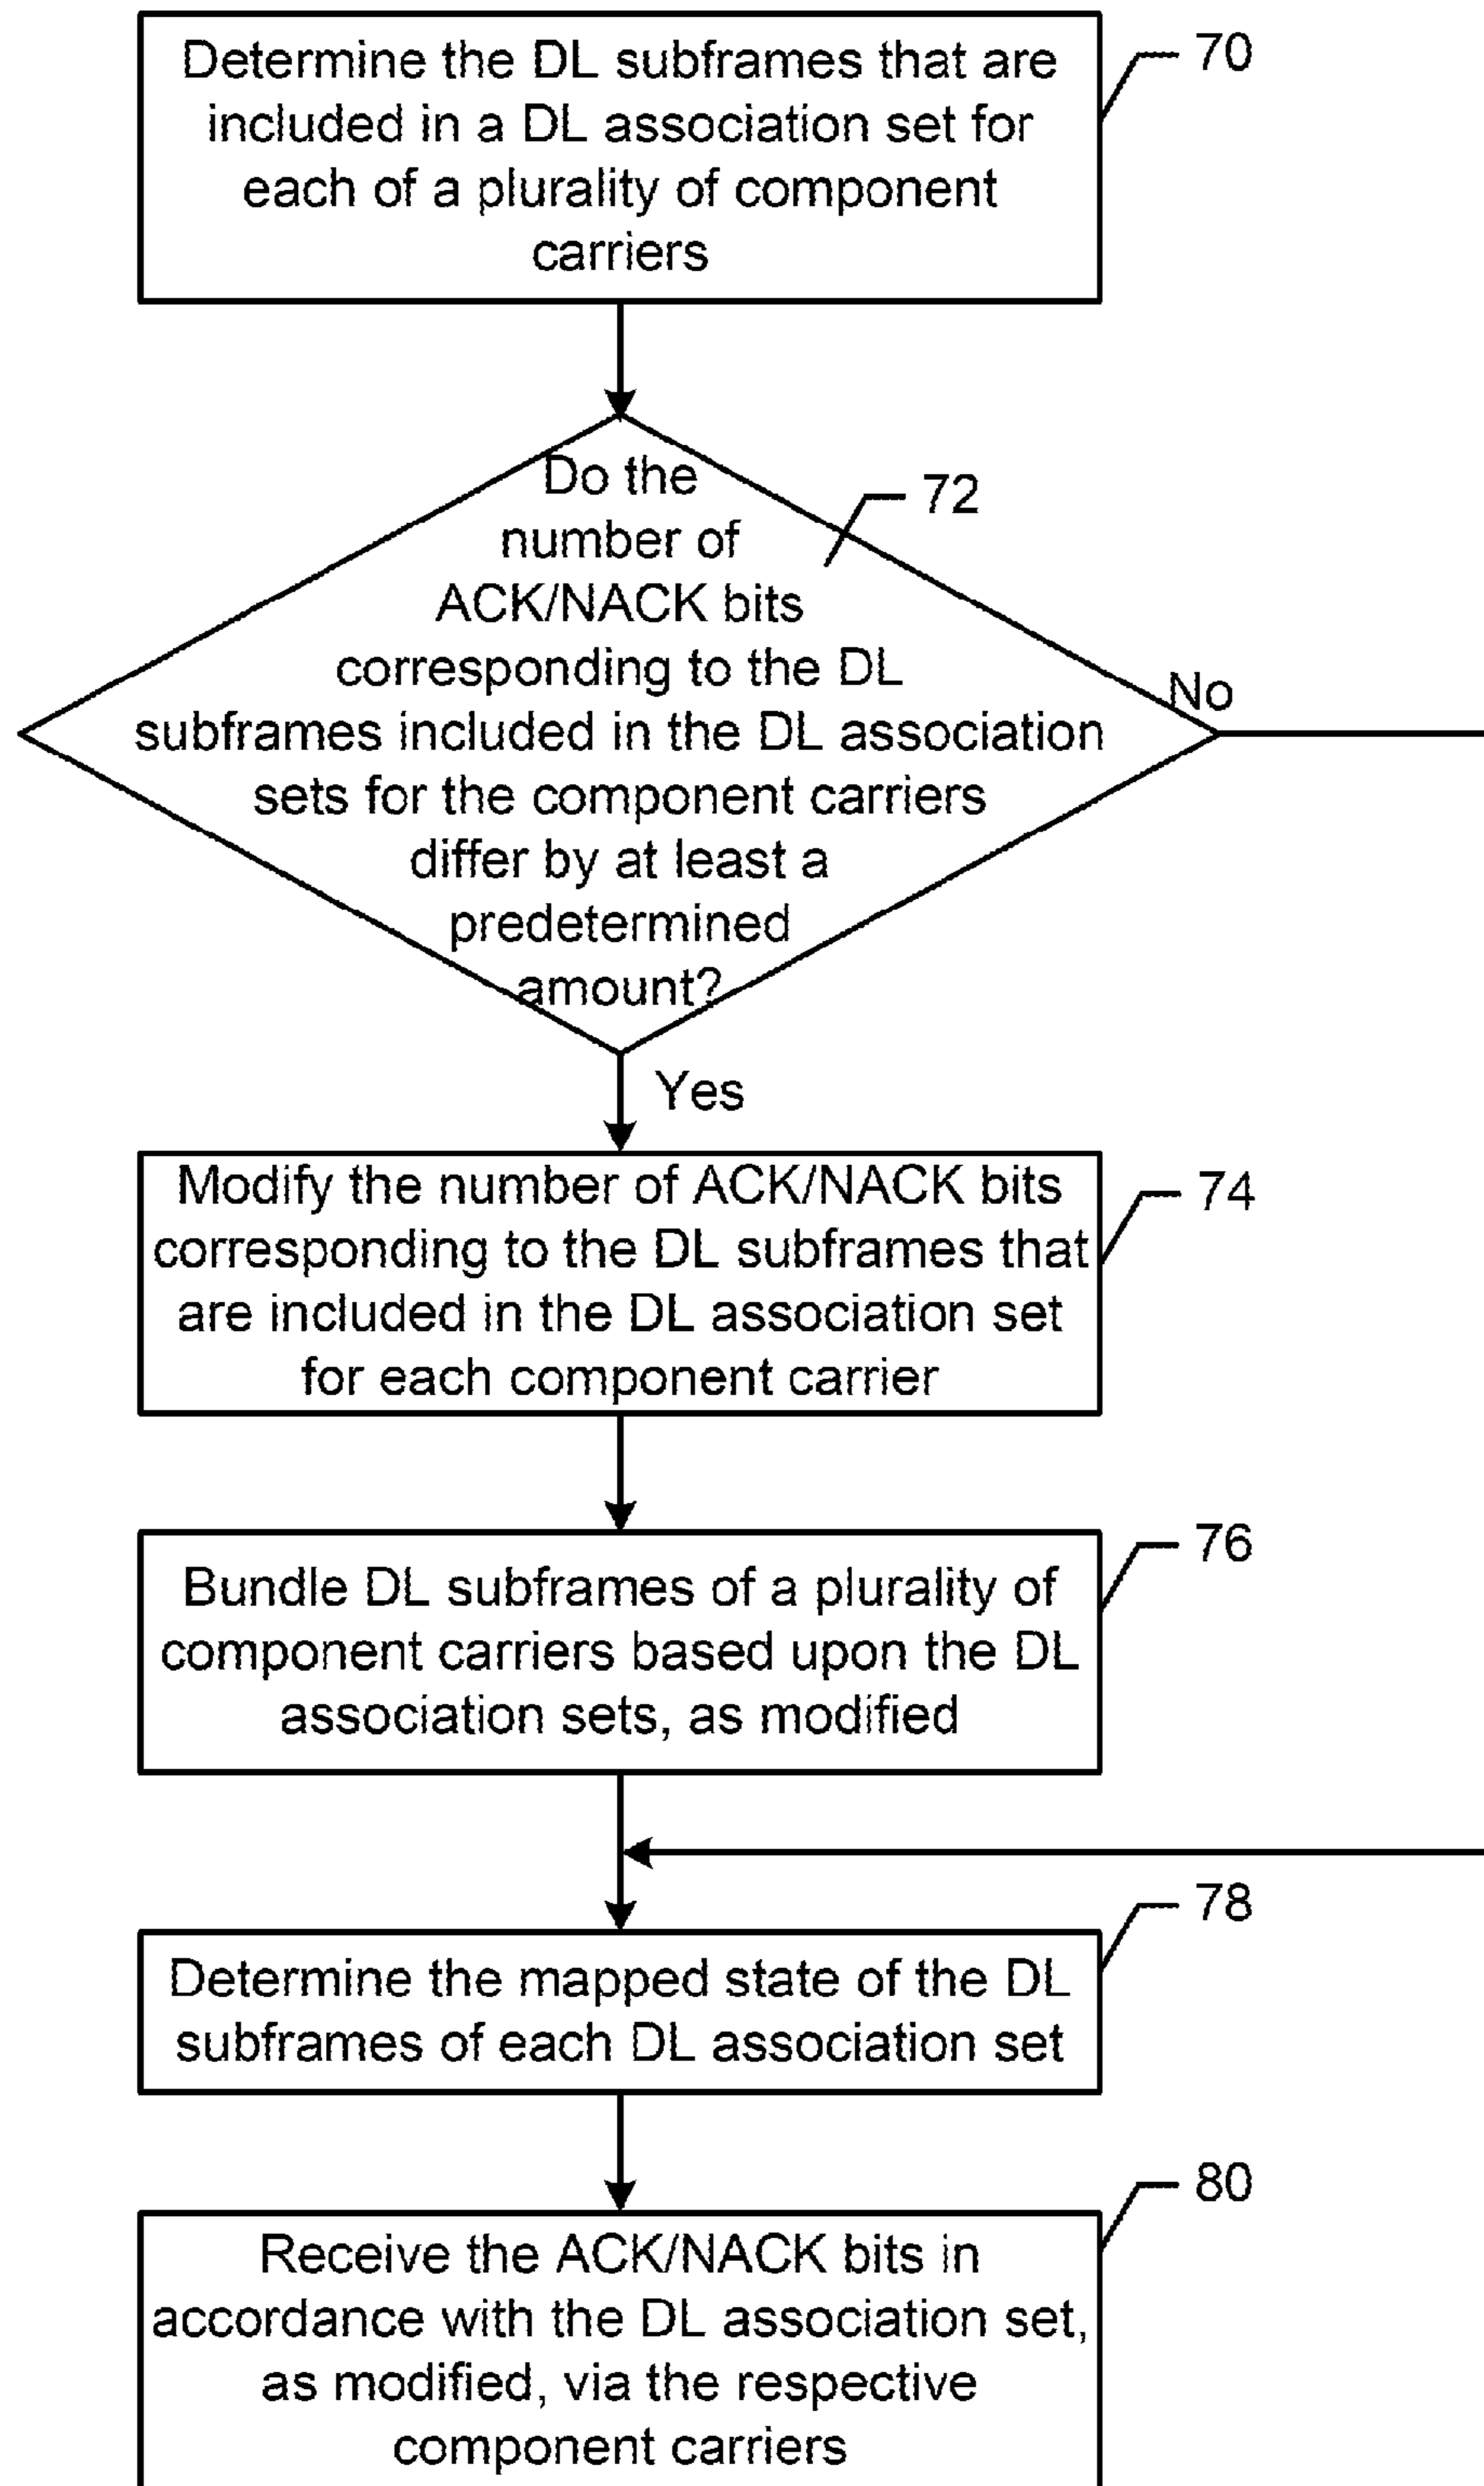 Determine the DL subframes that are
included in a DL association set for
each of a plurality of component
carriers
70
Do the
number of
ACK/NACK bits
corresponding to the DL
subframes included in the DL association
sets for the component carriers
differ by at least a
predetermined
amount?
72
No
Yes
Modify the number of ACK/NACK bits
corresponding to the DL subframes that
are included in the DL association set
for each component carrier
74
Bundle DL subframes of a plurality of
component carriers based upon the DL
association sets, as modified
76
Determine the mapped state of the DL
subframes of each DL association set
78
Receive the ACK/NACK bits in
accordance with the DL association set,
as modified, via the respective
component carriers
80